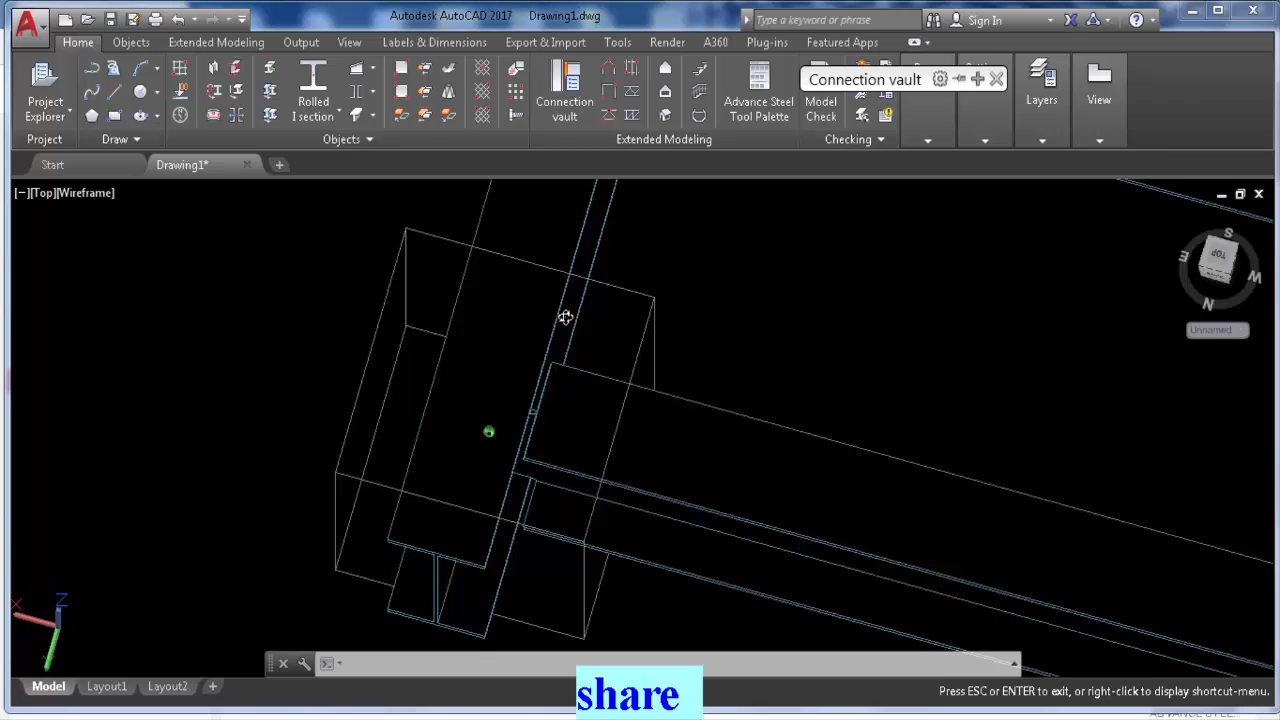 Autodesk AutoCAD 2017 Drawing1.dwg
Type a keyword or phrase
Sign In
Home Objects Extended Modeling Output View Labels & Dimensions Export & Import Tools Render A360 Plug-ins Featured Apps
Project
Explorer
Rolled
I section
Connection
vault
Advance Steel
Tool Palette
Connection vault
Model
Check
Layers
View
Project Draw Objects Extended Modeling Checking
Start Drawing1*
[−][Top][Wireframe]
S
E
TOP
W
N
Unnamed
X
Z
Model Layout1 Layout2
Press ESC or ENTER to exit, or right-click to display shortcut-menu.
share